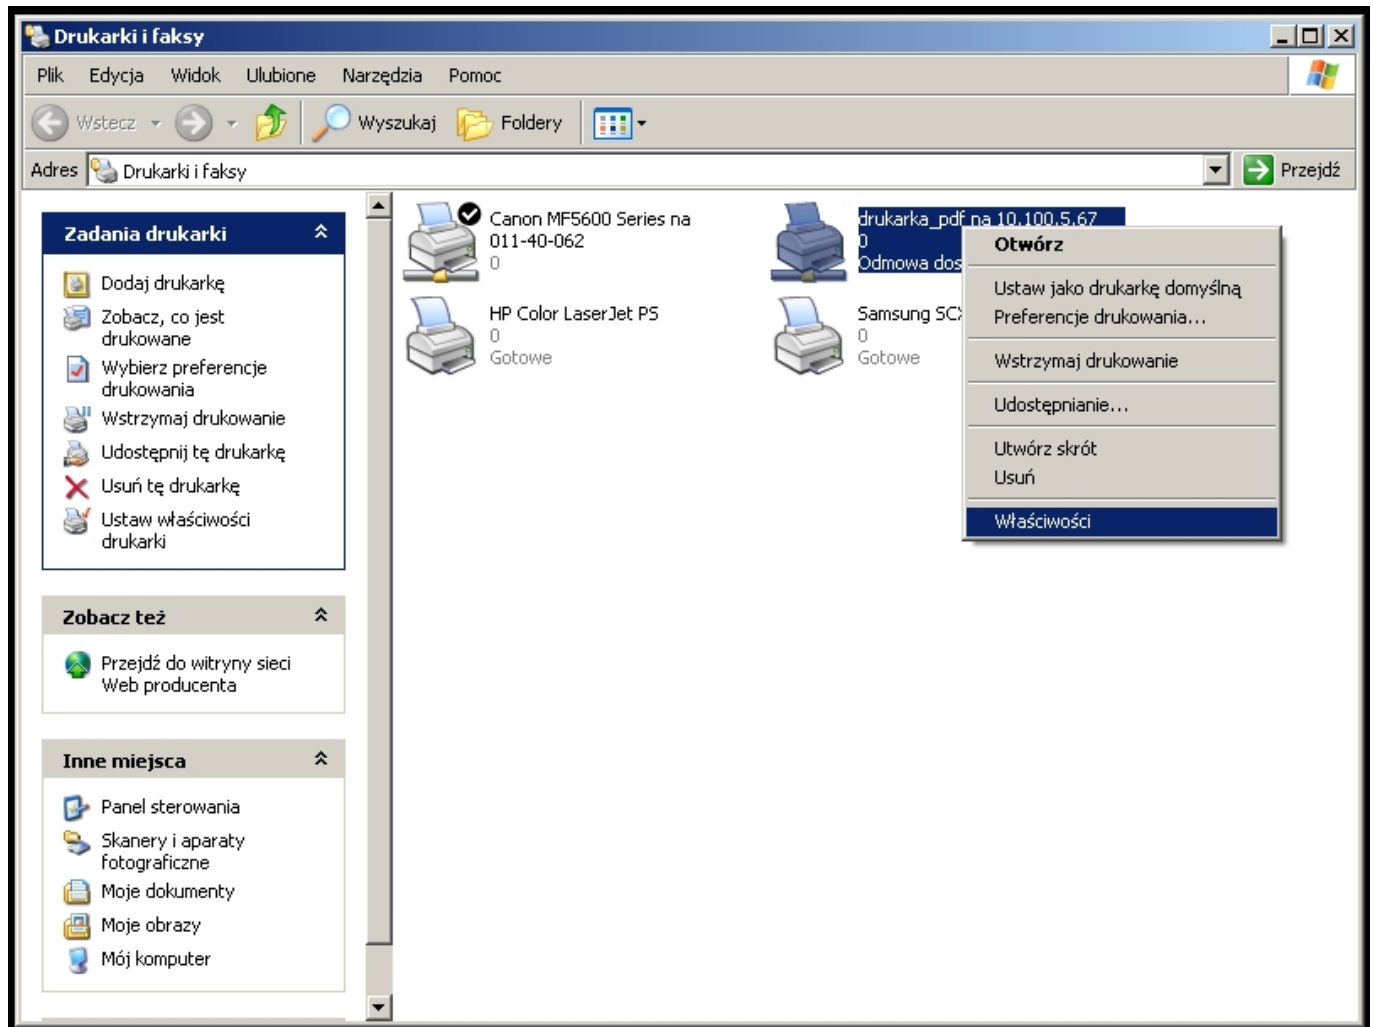 Drukarki i faksy
Plik Edycja Widok Ulubione Narzędzia Pomoc
Wstecz Wyszukaj Foldery
Adres Drukarki i faksy Przejdź
Zadania drukarki
Dodaj drukarkę
Zobacz, co jest
drukowane
Wybierz preferencje
drukowania
Wstrzymaj drukowanie
Udostępnij tę drukarkę
Usuń tę drukarkę
Ustaw właściwości
drukarki
Zobacz też
Przejdź do witryny sieci
Web producenta
Inne miejsca
Panel sterowania
Skanery i aparaty
fotograficzne
Moje dokumenty
Moje obrazy
Mój komputer
Canon MF5600 Series na
011-40-062
0
drukarka_pdf na 10.100.5.67
0
Odmowa dos
HP Color LaserJet PS
0
Gotowe
Samsung SCX
0
Gotowe
Otwórz
Ustaw jako drukarkę domyślną
Preferencje drukowania...
Wstrzymaj drukowanie
Udostępnianie...
Utwórz skrót
Usuń
Właściwości